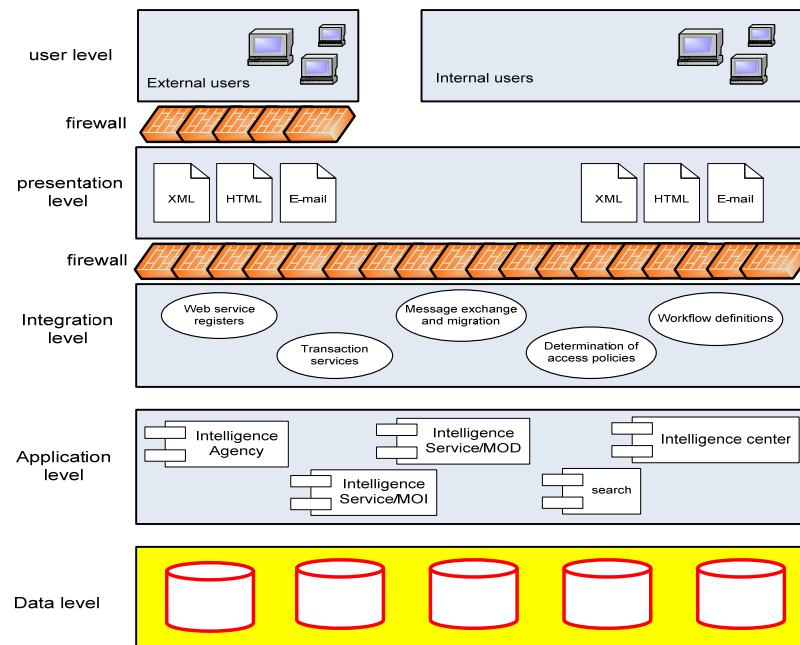 user level
External users
Internal users
firewall
presentation
level
XML
HTML
E-mail
XML
HTML
E-mail
firewall
Integration
level
Web service
registers
Transaction
services
Message exchange
and migration
Determination of
access policies
Workflow definitions
Application
level
Intelligence
Agency
Intelligence
Service/MOI
Intelligence
Service/MOD
search
Intelligence center
Data level